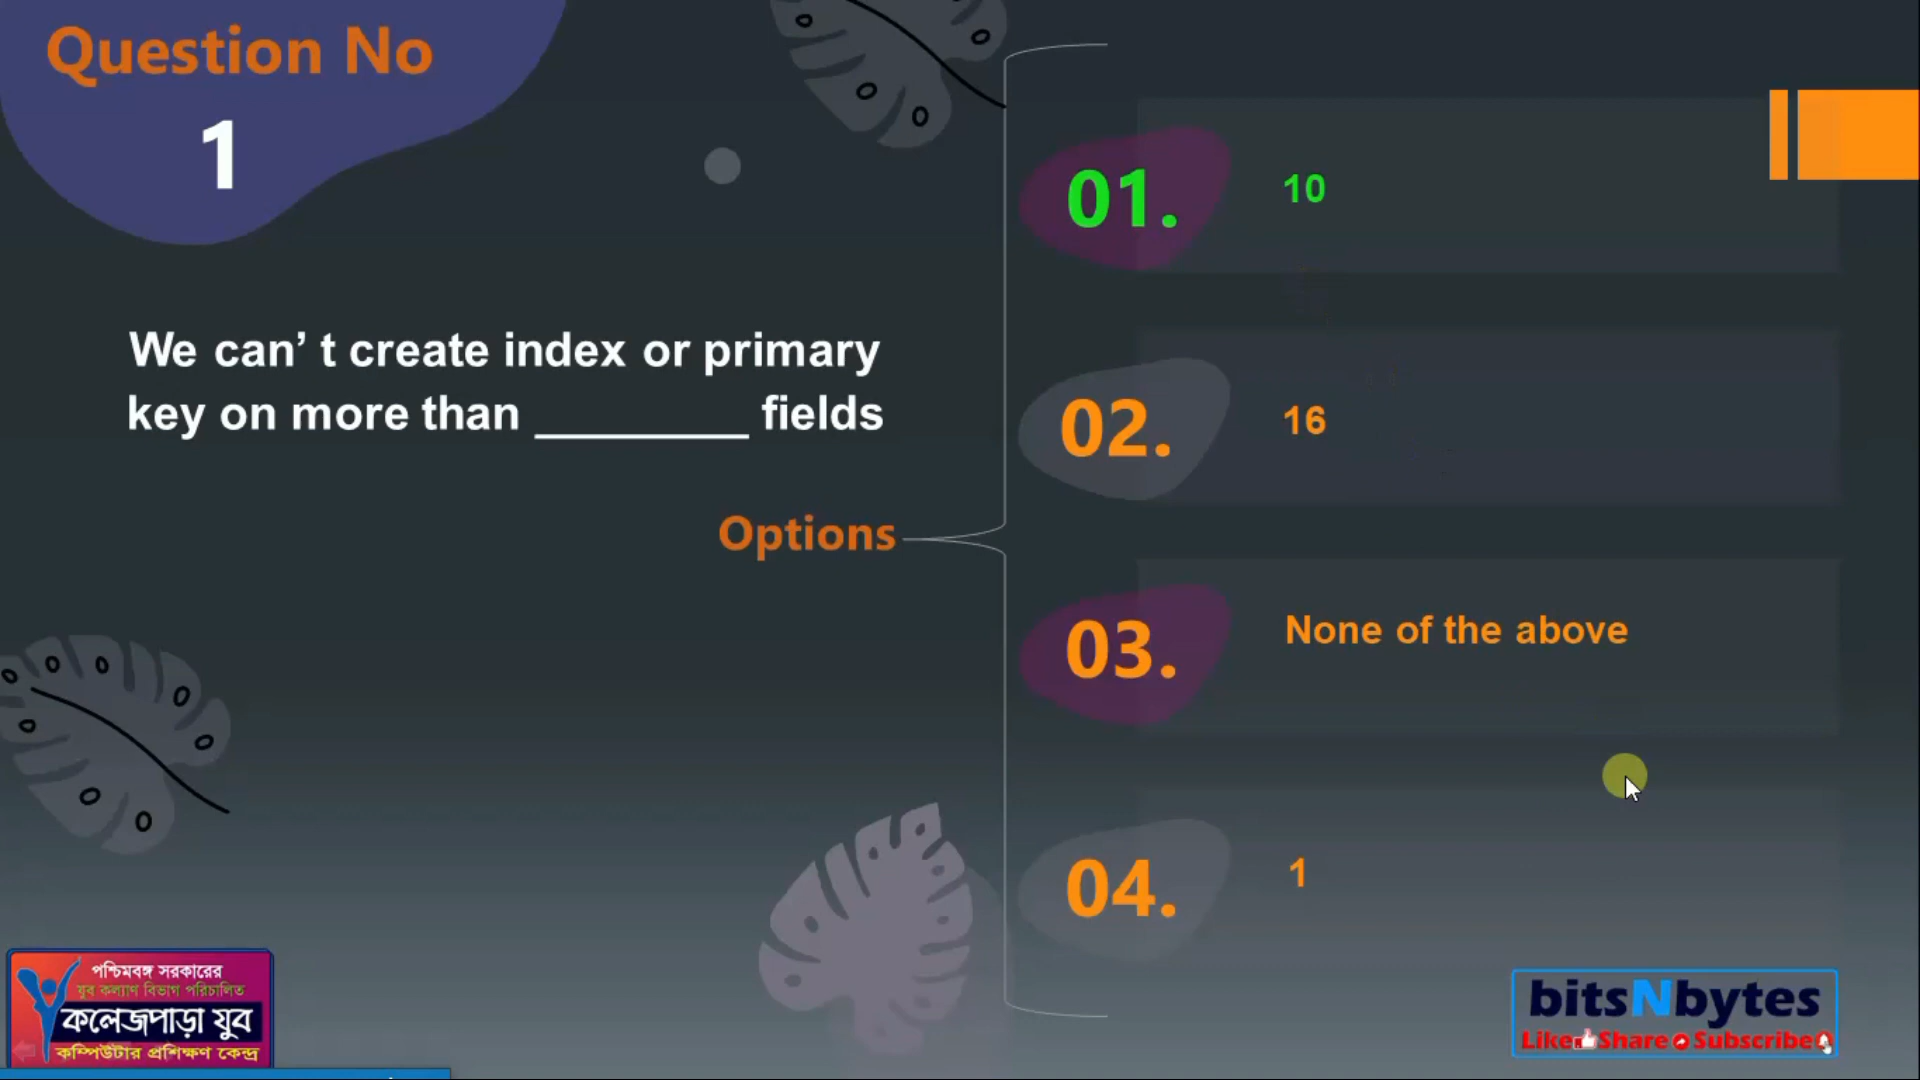 Question No
1
We can’ t create index or primary
key on more than ________ fields
Options
01.
10
02.
16
03.
None of the above
04.
1
পশ্চিমবঙ্গ সরকারের
যুব কল্যাণ বিভাগ পরিচালিত
কলেজপাড়া যুব
কম্পিউটার প্রশিক্ষণ কেন্দ্র
bitsNbytes
Like Share Subscribe